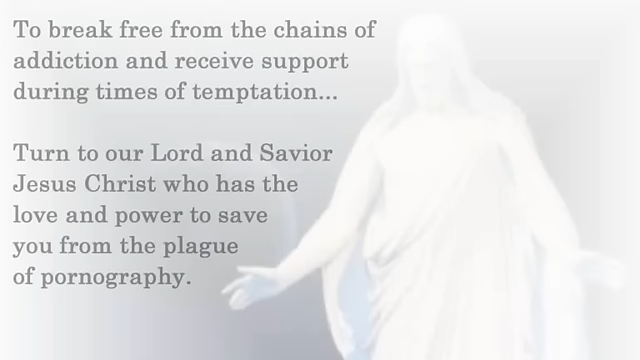 To break free from the chains of
addiction and receive support
during times of temptation...
Turn to our Lord and Savior
Jesus Christ who has the
love and power to save
you from the plague
of pornography.